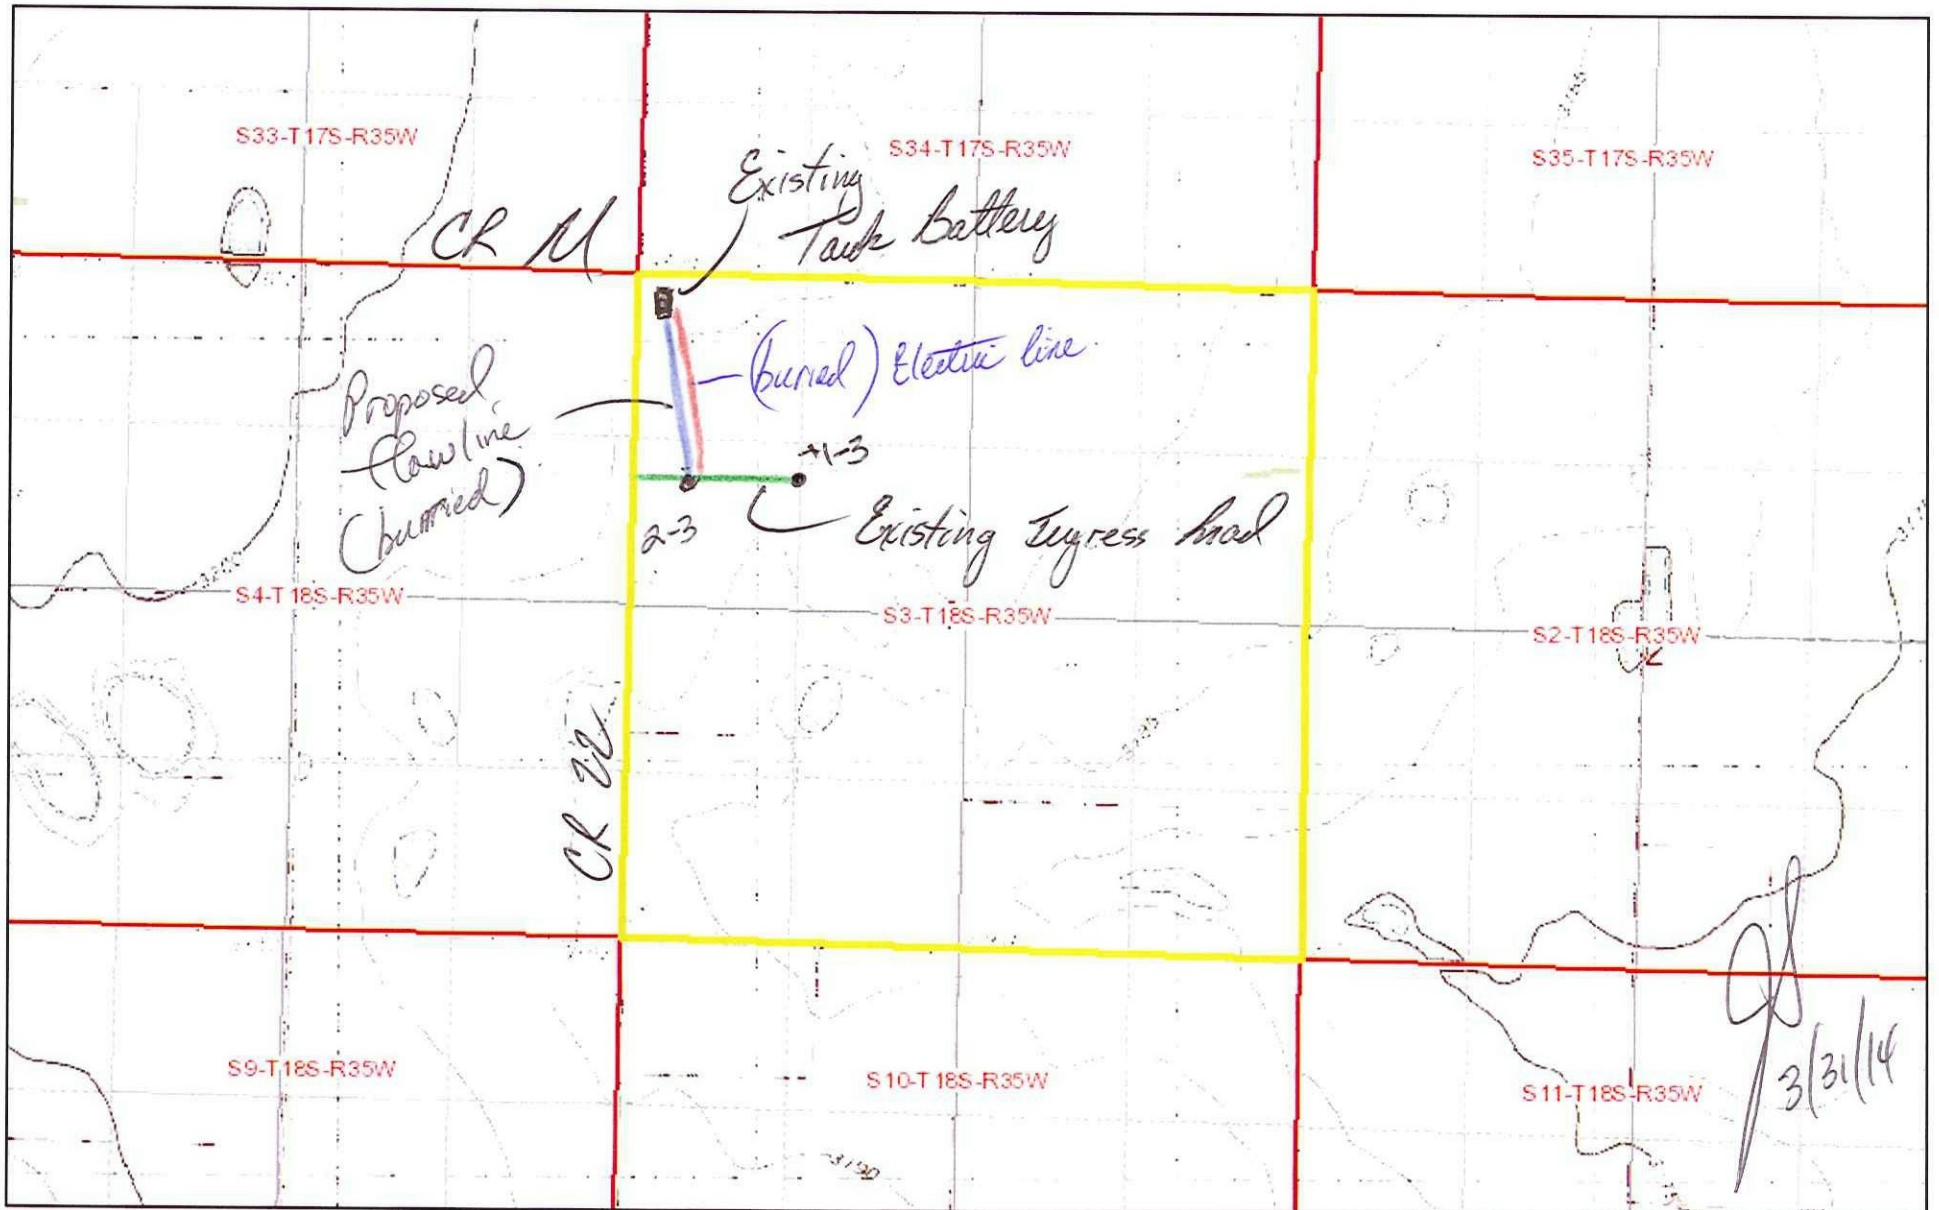 S33-T17S-R35W
S34-T17S-R35W
S35-T17S-R35W
Existing
Tank Battery
CR M
(buried) Electric line
Proposed
flowline
(burried)
#1-3
2-3
Existing Ingress Road
S4-T18S-R35W
S3-T18S-R35W
S2-T18S-R35W
CR 22
S9-T18S-R35W
S10-T18S-R35W
S11-T18S-R35W
3/31/14
3190